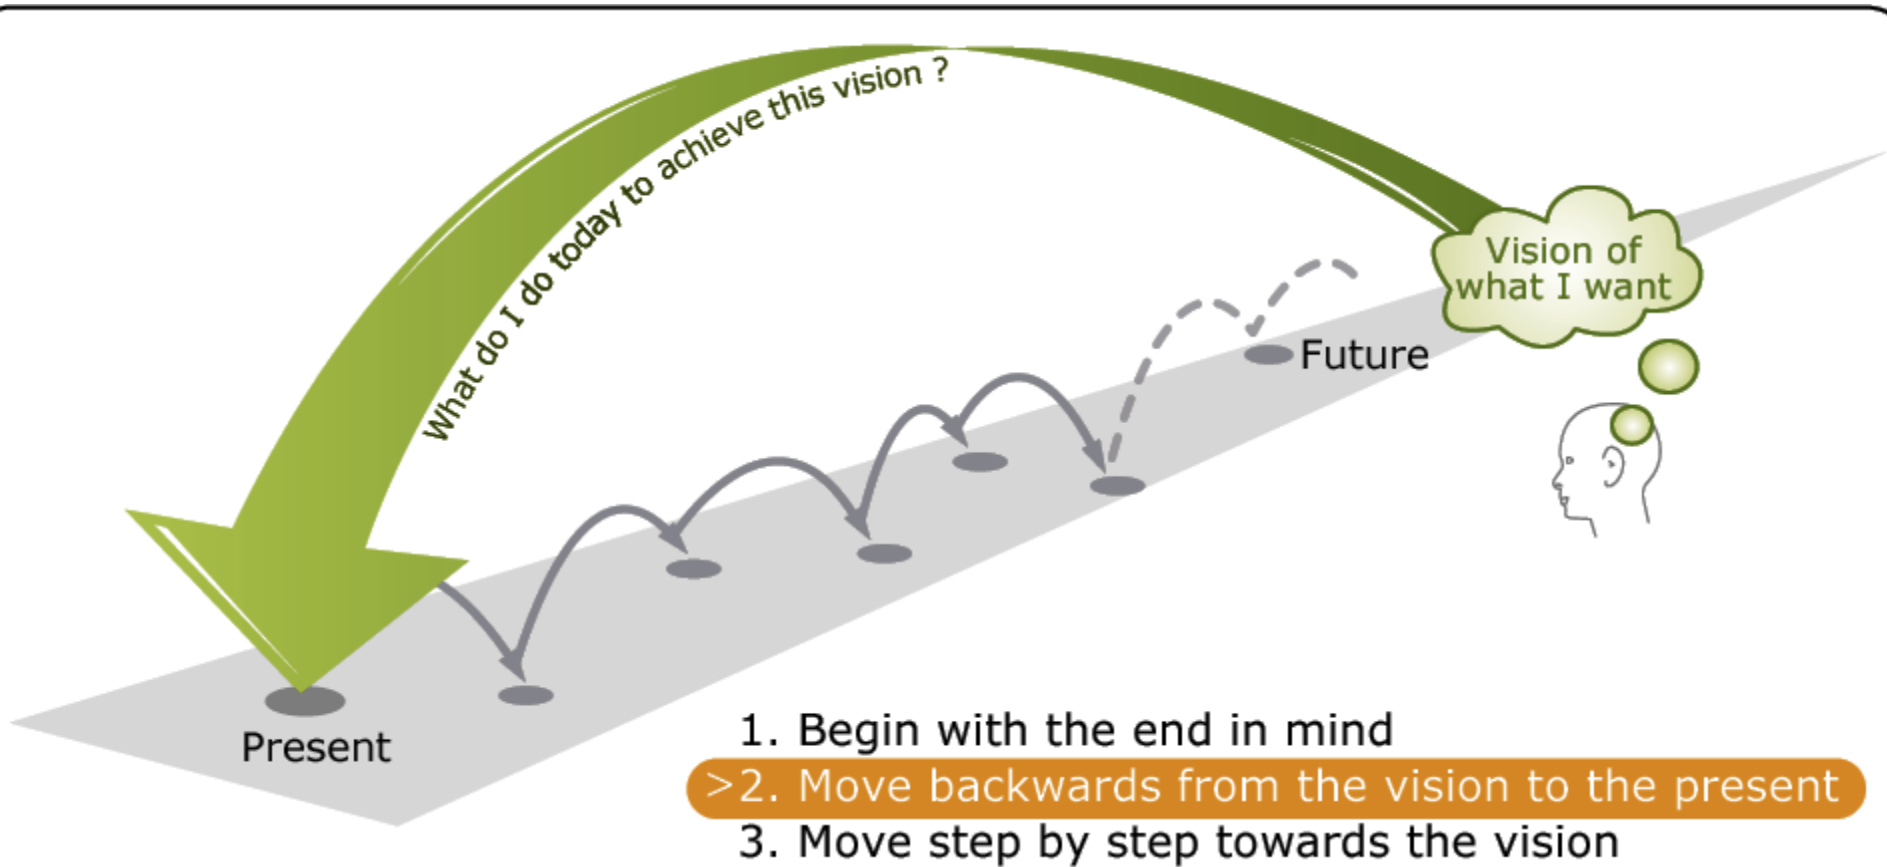 What do I do today to achieve this vision ?
Vision of
what I want
Future
Present
1. Begin with the end in mind
>2. Move backwards from the vision to the present
3. Move step by step towards the vision